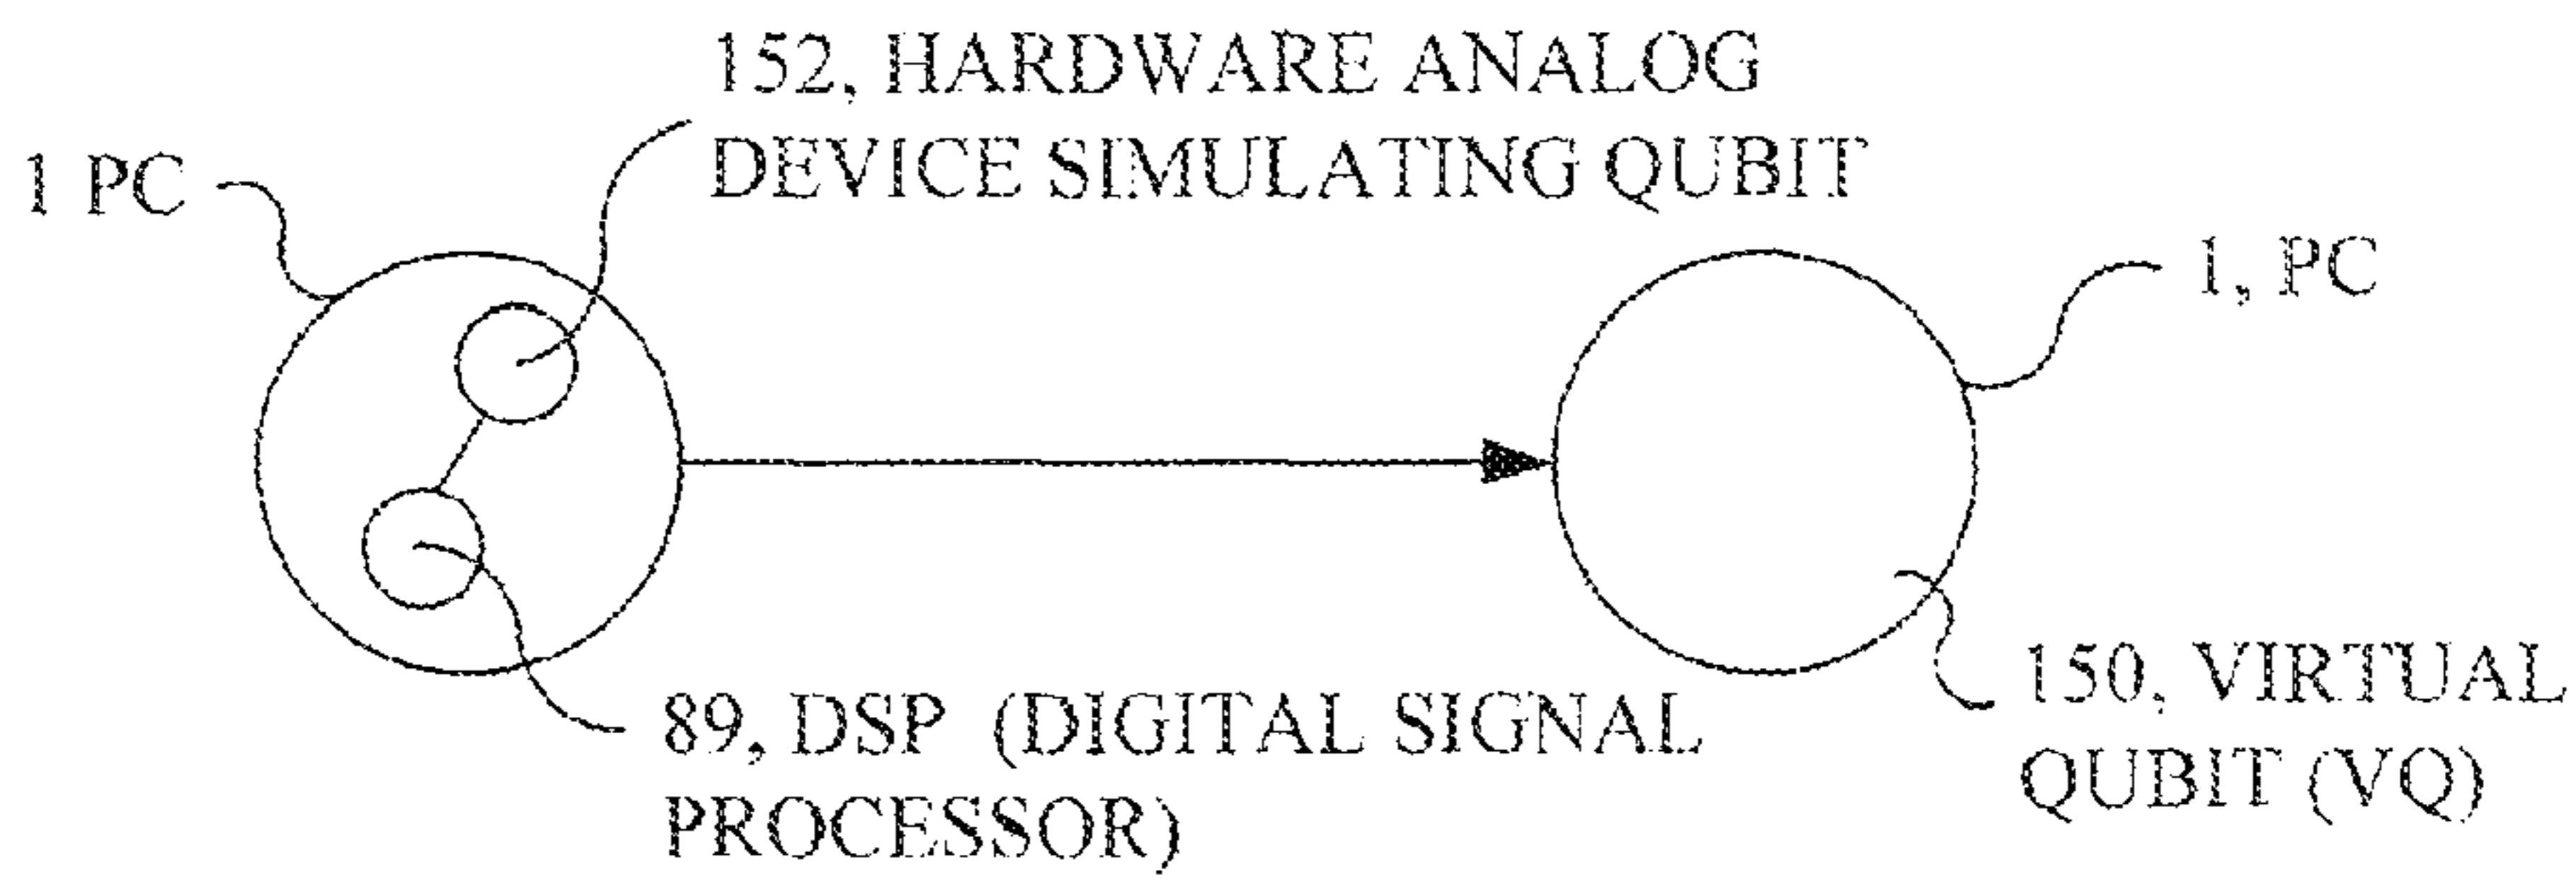 152, HARDWARE ANALOG
DEVICE SIMULATING QUBIT
1 PC
1, PC
89, DSP (DIGITAL SIGNAL
PROCESSOR)
150, VIRTUAL
QUBIT (VQ)